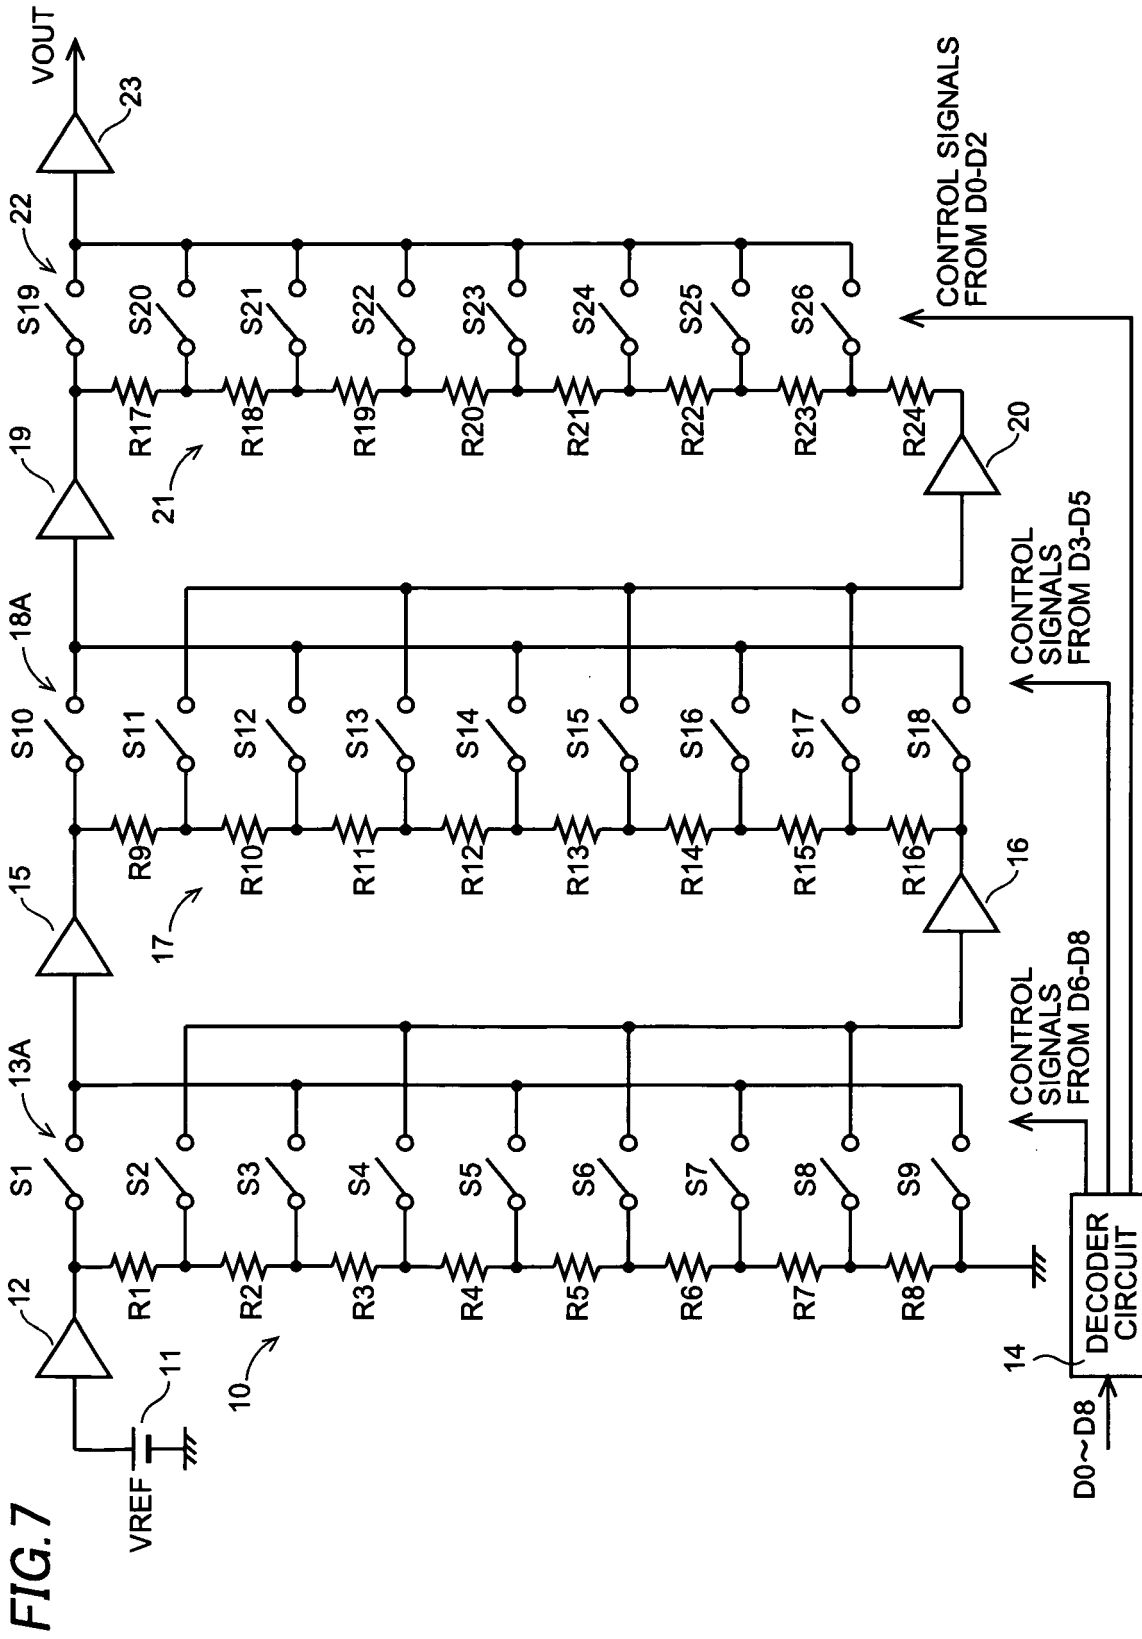 FIG.7
VREF
11
12
10
R1
R2
R3
R4
R5
R6
R7
R8
S1
S2
S3
S4
S5
S6
S7
S8
S9
13A
15
16
17
R9
R10
R11
R12
R13
R14
R15
R16
S10
S11
S12
S13
S14
S15
S16
S17
S18
18A
19
20
21
R17
R18
R19
R20
R21
R22
R23
R24
S19
S20
S21
S22
S23
S24
S25
S26
22
23
VOUT
D0~D8
14
DECODER
CIRCUIT
CONTROL
SIGNALS
FROM D6-D8
CONTROL
SIGNALS
FROM D3-D5
CONTROL SIGNALS
FROM D0-D2